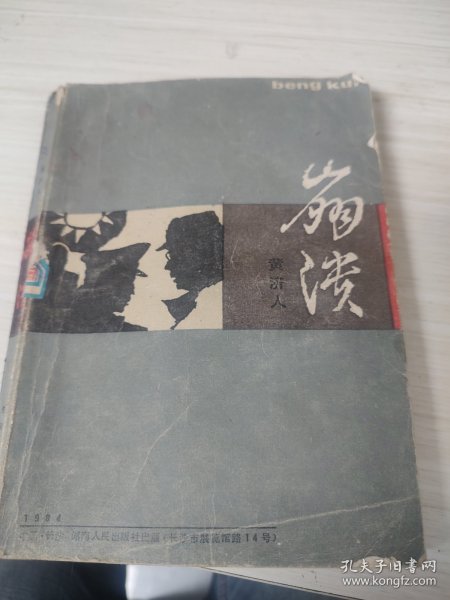 beng kui
崩溃
黄济人
1984
湖南人民出版社出版（长沙市展览馆路14号）
孔夫子旧书网
www.kongfz.com